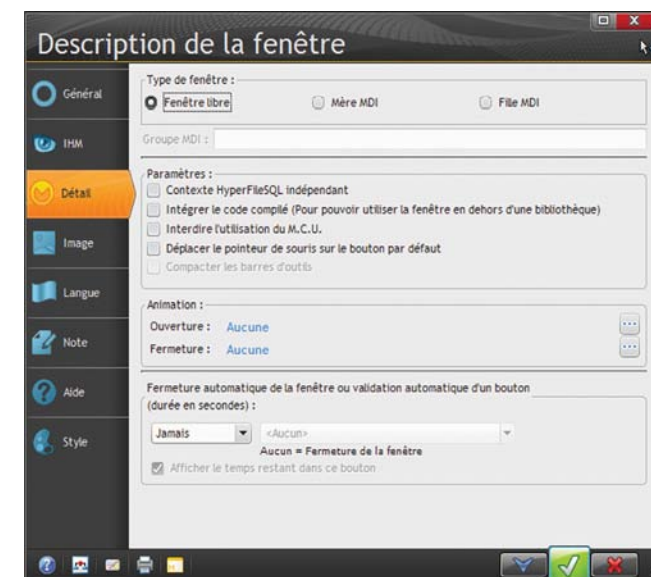 Description de la fenêtre
Général
IHM
Détail
Image
Langue
Note
Aide
Style
Type de fenêtre :
Fenêtre libre
Mère MDI
Fille MDI
Groupe MDI :
Paramètres :
Contexte HyperFileSQL indépendant
Intégrer le code compilé (Pour pouvoir utiliser la fenêtre en dehors d'une bibliothèque)
Interdire l'utilisation du M.C.U.
Déplacer le pointeur de souris sur le bouton par défaut
Compacter les barres d'outils
Animation :
Ouverture : Aucune
Fermeture : Aucune
Fermeture automatique de la fenêtre ou validation automatique d'un bouton
(durée en secondes) :
Jamais
<Aucun>
Aucun = Fermeture de la fenêtre
Afficher le temps restant dans ce bouton